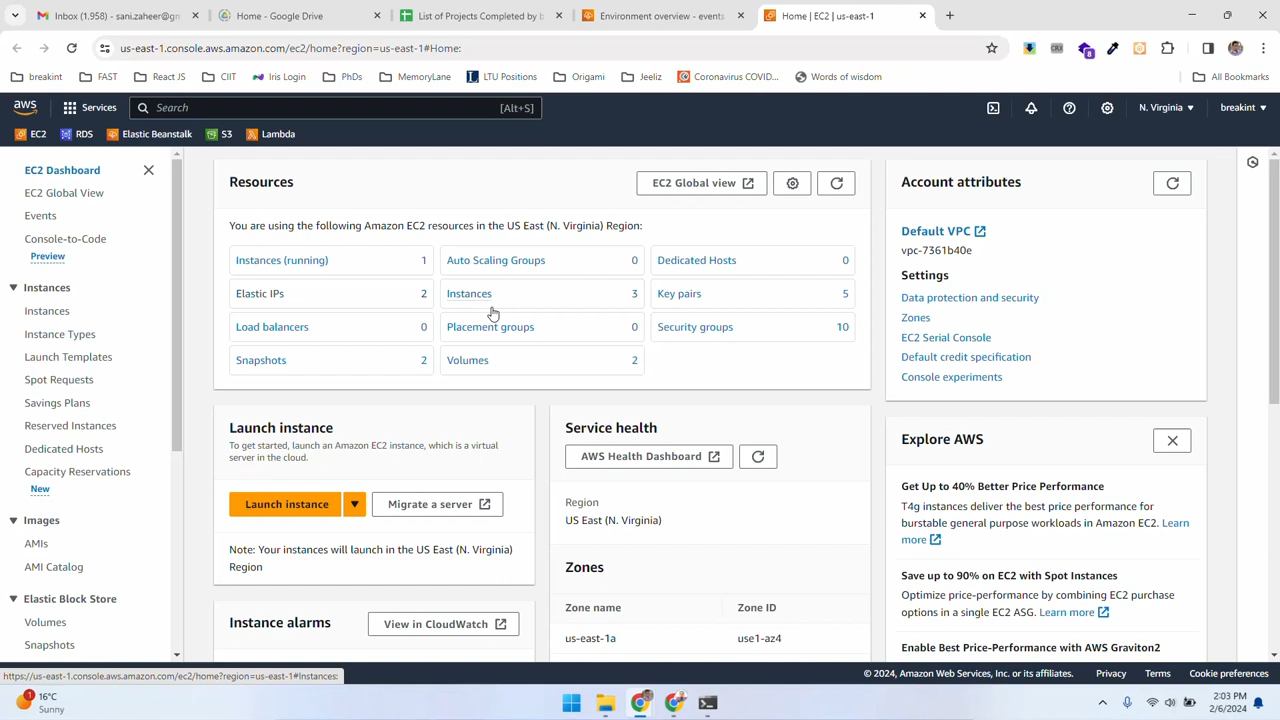 Inbox (1,958) - sani.zaheer@gm
Home - Google Drive
List of Projects Completed by b
Environment overview - events
Home | EC2 | us-east-1
us-east-1.console.aws.amazon.com/ec2/home?region=us-east-1#Home:
breakint
FAST
React JS
CIIT
Iris Login
PhDs
MemoryLane
LTU Positions
Origami
Jeeliz
Coronavirus COVID...
Words of wisdom
All Bookmarks
aws
Services
Search
[Alt+S]
N. Virginia
breakint
EC2
RDS
Elastic Beanstalk
S3
Lambda
EC2 Dashboard
EC2 Global View
Events
Console-to-Code
Preview
Instances
Instances
Instance Types
Launch Templates
Spot Requests
Savings Plans
Reserved Instances
Dedicated Hosts
Capacity Reservations
New
Images
AMIs
AMI Catalog
Elastic Block Store
Volumes
Snapshots
Resources
EC2 Global view
You are using the following Amazon EC2 resources in the US East (N. Virginia) Region:
Instances (running) 1
Auto Scaling Groups 0
Dedicated Hosts 0
Elastic IPs 2
Instances 3
Key pairs 5
Load balancers 0
Placement groups 0
Security groups 10
Snapshots 2
Volumes 2
Launch instance
To get started, launch an Amazon EC2 instance, which is a virtual
server in the cloud.
Launch instance
Migrate a server
Note: Your instances will launch in the US East (N. Virginia)
Region
Instance alarms
View in CloudWatch
Service health
AWS Health Dashboard
Region
US East (N. Virginia)
Zones
Zone name
Zone ID
us-east-1a
use1-az4
Account attributes
Default VPC
vpc-7361b40e
Settings
Data protection and security
Zones
EC2 Serial Console
Default credit specification
Console experiments
Explore AWS
Get Up to 40% Better Price Performance
T4g instances deliver the best price performance for
burstable general purpose workloads in Amazon EC2. Learn
more
Save up to 90% on EC2 with Spot Instances
Optimize price-performance by combining EC2 purchase
options in a single EC2 ASG. Learn more
Enable Best Price-Performance with AWS Graviton2
https://us-east-1.console.aws.amazon.com/ec2/home?region=us-east-1#Instances:
© 2024, Amazon Web Services, Inc. or its affiliates.
Privacy
Terms
Cookie preferences
1
16°C
Sunny
2:03 PM
2/6/2024